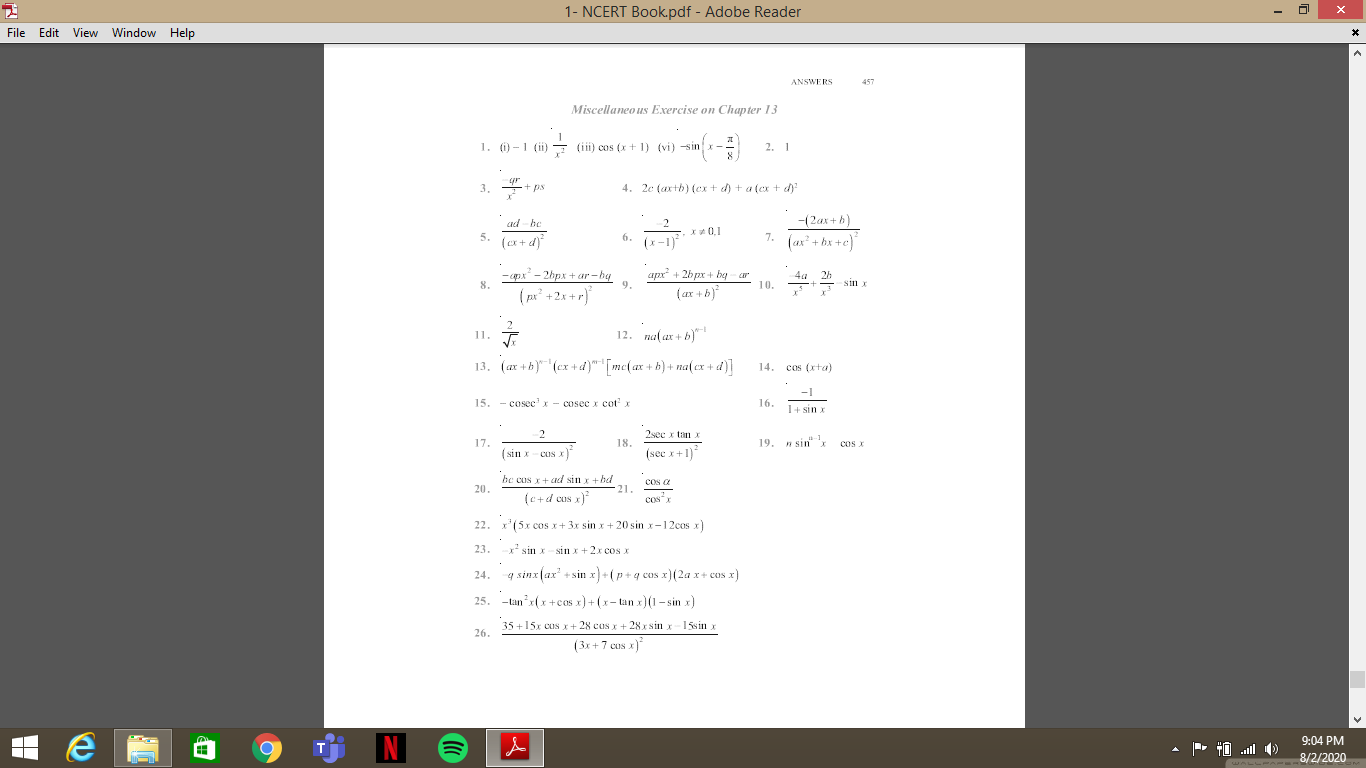 1- NCERT Book.pdf - Adobe Reader
File Edit View Window Help
ANSWERS 457
Miscellaneous Exercise on Chapter 13
1. (i) – 1 (ii) 1/x² (iii) cos (x + 1) (vi) –sin(x – π/8) 2. 1
3. –qr/x² + ps 4. 2c (ax+b) (cx + d) + a (cx + d)²
5. (ad – bc)/(cx + d)² 6. –2/(x – 1)², x ≠ 0,1 7. –(2ax + b)/(ax² + bx + c)²
8. (–apx² – 2bpx + ar – bq)/(px² + 2x + r)² 9. (apx² + 2bpx + bq – ar)/(ax + b)² 10. –4a/x⁵ + 2b/x³ – sin x
11. 2/√x 12. na(ax + b)ⁿ⁻¹
13. (ax + b)ⁿ⁻¹(cx + d)ᵐ⁻¹[mc(ax + b) + na(cx + d)] 14. cos (x+a)
15. – cosec³ x – cosec x cot² x 16. –1/(1 + sin x)
17. –2/(sin x – cos x)² 18. 2sec x tan x/(sec x + 1)² 19. n sinⁿ⁻¹x cos x
20. (bc cos x + ad sin x + bd)/(c + d cos x)² 21. cos α/cos² x
22. x³(5x cos x + 3x sin x + 20 sin x – 12cos x)
23. –x² sin x – sin x + 2x cos x
24. –q sinx(ax² + sin x) + (p + q cos x)(2a x + cos x)
25. –tan² x(x + cos x) + (x – tan x)(1 – sin x)
26. (35 + 15x cos x + 28 cos x + 28x sin x – 15sin x)/(3x + 7 cos x)²
9:04 PM
8/2/2020